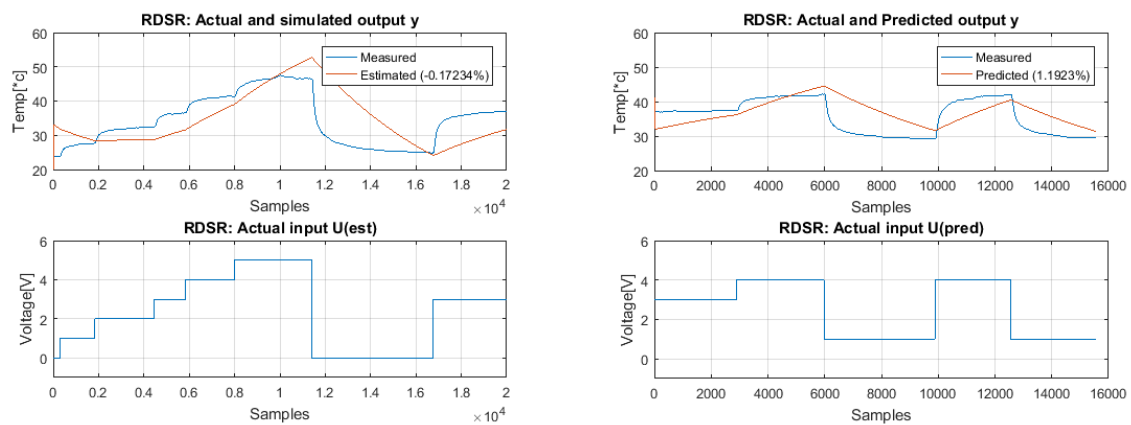 RDSR: Actual and simulated output y
60
50
40
30
20
Temp[*c]
Measured
Estimated (-0.17234%)
0 0.2 0.4 0.6 0.8 1 1.2 1.4 1.6 1.8 2
Samples
× 10^4
RDSR: Actual and Predicted output y
60
50
40
30
20
Temp[*c]
Measured
Predicted (1.1923%)
0 2000 4000 6000 8000 10000 12000 14000 16000
Samples
RDSR: Actual input U(est)
6
4
2
0
Voltage[V]
0 0.2 0.4 0.6 0.8 1 1.2 1.4 1.6 1.8 2
Samples
× 10^4
RDSR: Actual input U(pred)
6
4
2
0
Voltage[V]
0 2000 4000 6000 8000 10000 12000 14000 16000
Samples